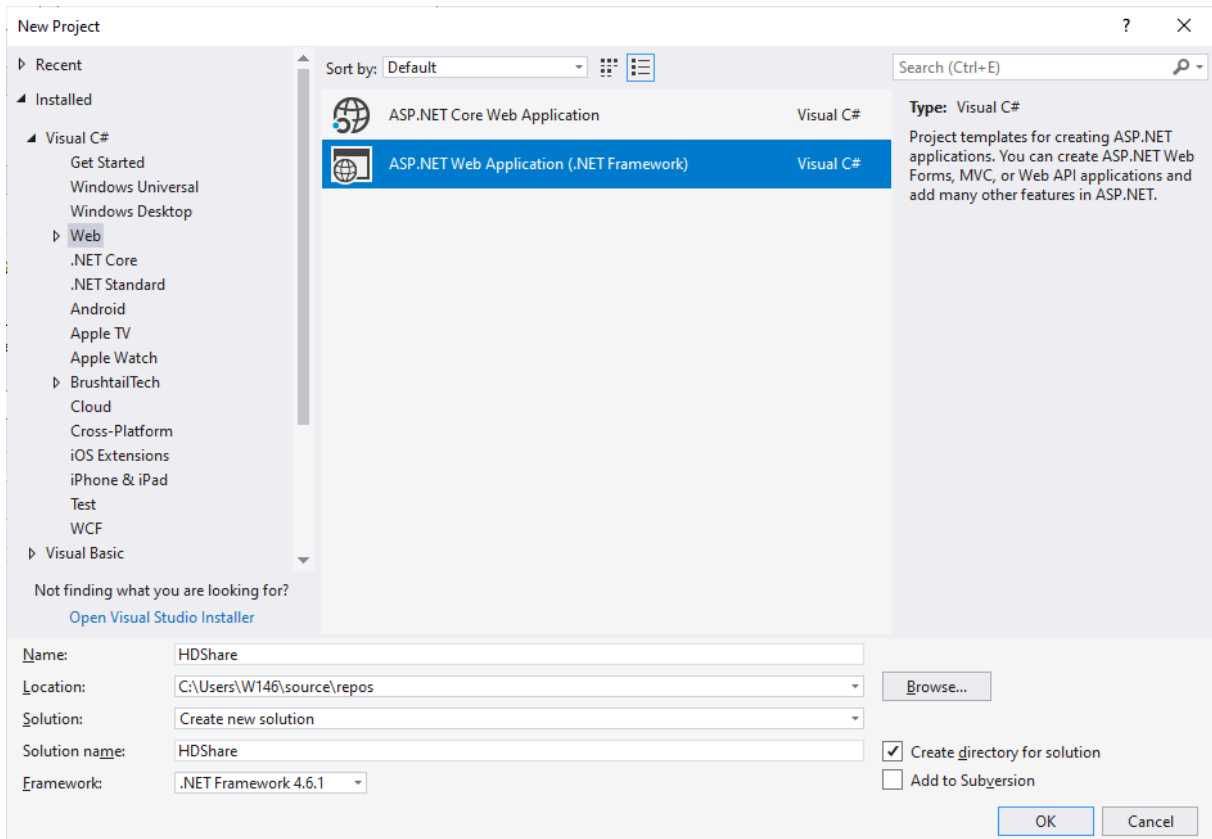 New Project
?
Recent
Installed
Visual C#
Get Started
Windows Universal
Windows Desktop
Web
.NET Core
.NET Standard
Android
Apple TV
Apple Watch
BrushtailTech
Cloud
Cross-Platform
iOS Extensions
iPhone & iPad
Test
WCF
Visual Basic
Not finding what you are looking for?
Open Visual Studio Installer
Sort by: Default
ASP.NET Core Web Application Visual C#
ASP.NET Web Application (.NET Framework) Visual C#
Search (Ctrl+E)
Type: Visual C#
Project templates for creating ASP.NET
applications. You can create ASP.NET Web
Forms, MVC, or Web API applications and
add many other features in ASP.NET.
Name: HDShare
Location: C:\Users\W146\source\repos
Browse...
Solution: Create new solution
Solution name: HDShare
Create directory for solution
Framework: .NET Framework 4.6.1
Add to Subversion
OK Cancel